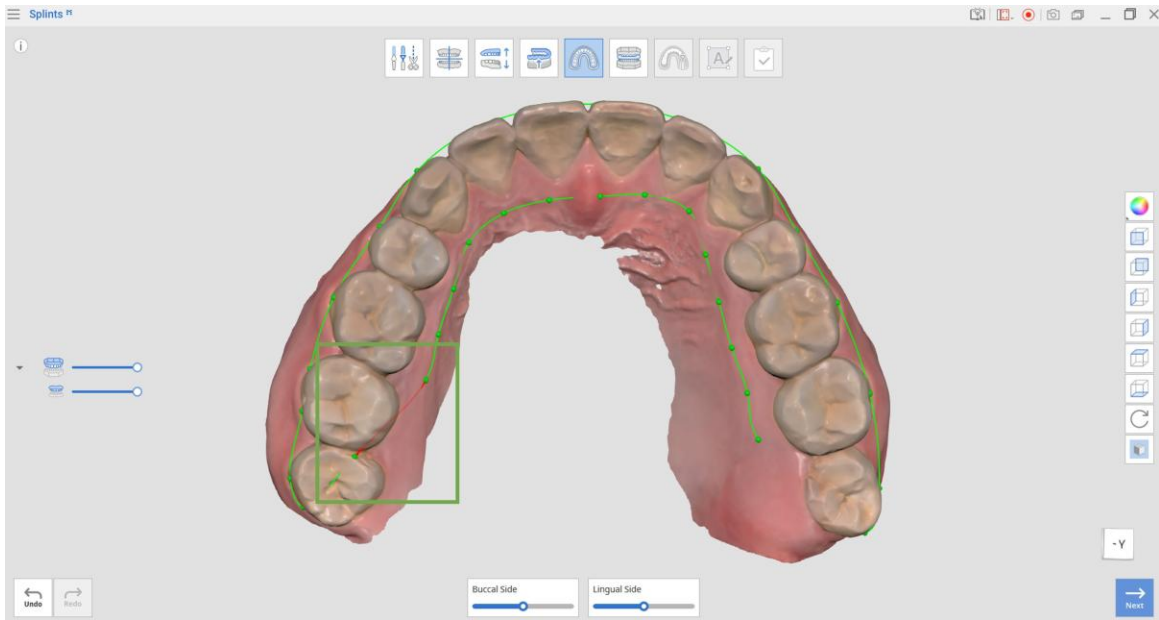 Splints
A
Buccal Side
Lingual Side
- Y
Undo
Redo
Next